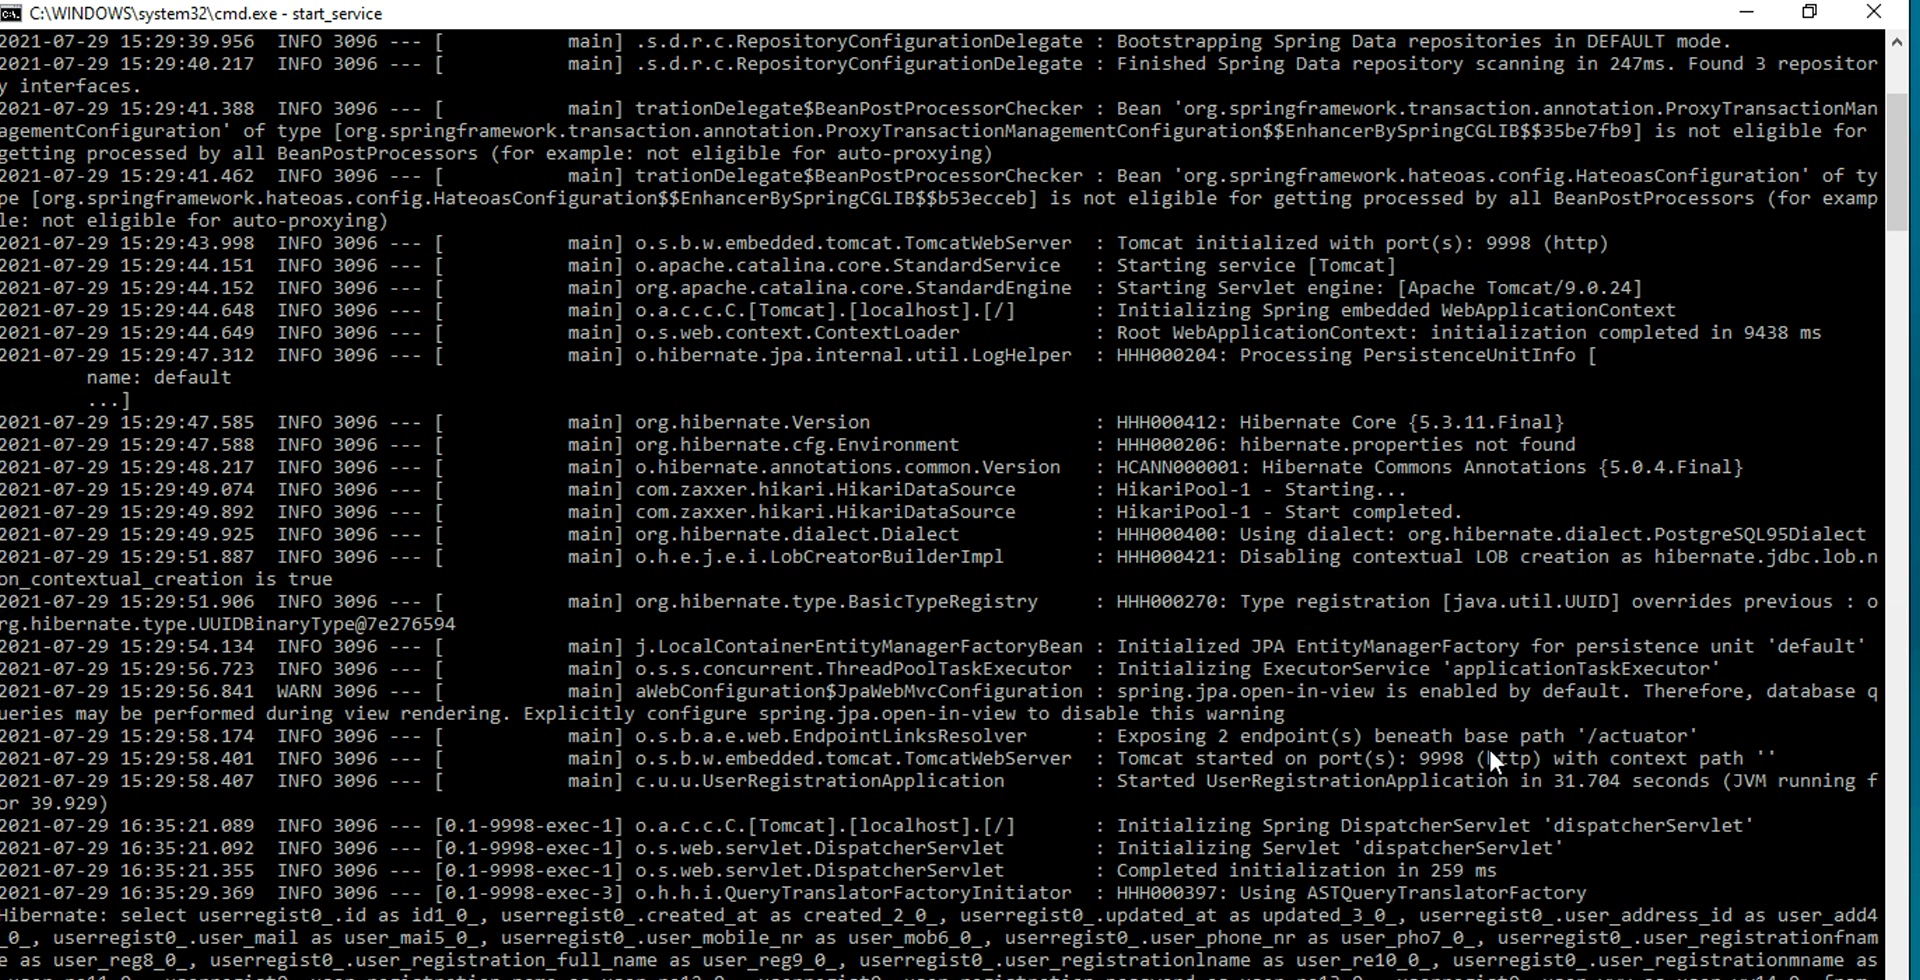 C:\WINDOWS\system32\cmd.exe - start_service
2021-07-29 15:29:39.956  INFO 3096 --- [           main] .s.d.r.c.RepositoryConfigurationDelegate : Bootstrapping Spring Data repositories in DEFAULT mode.
2021-07-29 15:29:40.217  INFO 3096 --- [           main] .s.d.r.c.RepositoryConfigurationDelegate : Finished Spring Data repository scanning in 247ms. Found 3 repositor
y interfaces.
2021-07-29 15:29:41.388  INFO 3096 --- [           main] trationDelegate$BeanPostProcessorChecker : Bean 'org.springframework.transaction.annotation.ProxyTransactionMan
agementConfiguration' of type [org.springframework.transaction.annotation.ProxyTransactionManagementConfiguration$$EnhancerBySpringCGLIB$$35be7fb9] is not eligible for
getting processed by all BeanPostProcessors (for example: not eligible for auto-proxying)
2021-07-29 15:29:41.462  INFO 3096 --- [           main] trationDelegate$BeanPostProcessorChecker : Bean 'org.springframework.hateoas.config.HateoasConfiguration' of ty
pe [org.springframework.hateoas.config.HateoasConfiguration$$EnhancerBySpringCGLIB$$b53ecceb] is not eligible for getting processed by all BeanPostProcessors (for examp
le: not eligible for auto-proxying)
2021-07-29 15:29:43.998  INFO 3096 --- [           main] o.s.b.w.embedded.tomcat.TomcatWebServer  : Tomcat initialized with port(s): 9998 (http)
2021-07-29 15:29:44.151  INFO 3096 --- [           main] o.apache.catalina.core.StandardService   : Starting service [Tomcat]
2021-07-29 15:29:44.152  INFO 3096 --- [           main] org.apache.catalina.core.StandardEngine  : Starting Servlet engine: [Apache Tomcat/9.0.24]
2021-07-29 15:29:44.648  INFO 3096 --- [           main] o.a.c.c.C.[Tomcat].[localhost].[/]       : Initializing Spring embedded WebApplicationContext
2021-07-29 15:29:44.649  INFO 3096 --- [           main] o.s.web.context.ContextLoader            : Root WebApplicationContext: initialization completed in 9438 ms
2021-07-29 15:29:47.312  INFO 3096 --- [           main] o.hibernate.jpa.internal.util.LogHelper  : HHH000204: Processing PersistenceUnitInfo [
        name: default
        ...]
2021-07-29 15:29:47.585  INFO 3096 --- [           main] org.hibernate.Version                    : HHH000412: Hibernate Core {5.3.11.Final}
2021-07-29 15:29:47.588  INFO 3096 --- [           main] org.hibernate.cfg.Environment            : HHH000206: hibernate.properties not found
2021-07-29 15:29:48.217  INFO 3096 --- [           main] o.hibernate.annotations.common.Version   : HCANN000001: Hibernate Commons Annotations {5.0.4.Final}
2021-07-29 15:29:49.074  INFO 3096 --- [           main] com.zaxxer.hikari.HikariDataSource       : HikariPool-1 - Starting...
2021-07-29 15:29:49.892  INFO 3096 --- [           main] com.zaxxer.hikari.HikariDataSource       : HikariPool-1 - Start completed.
2021-07-29 15:29:49.925  INFO 3096 --- [           main] org.hibernate.dialect.Dialect            : HHH000400: Using dialect: org.hibernate.dialect.PostgreSQL95Dialect
2021-07-29 15:29:51.887  INFO 3096 --- [           main] o.h.e.j.e.i.LobCreatorBuilderImpl        : HHH000421: Disabling contextual LOB creation as hibernate.jdbc.lob.n
on_contextual_creation is true
2021-07-29 15:29:51.906  INFO 3096 --- [           main] org.hibernate.type.BasicTypeRegistry     : HHH000270: Type registration [java.util.UUID] overrides previous : o
rg.hibernate.type.UUIDBinaryType@7e276594
2021-07-29 15:29:54.134  INFO 3096 --- [           main] j.LocalContainerEntityManagerFactoryBean : Initialized JPA EntityManagerFactory for persistence unit 'default'
2021-07-29 15:29:56.723  INFO 3096 --- [           main] o.s.s.concurrent.ThreadPoolTaskExecutor  : Initializing ExecutorService 'applicationTaskExecutor'
2021-07-29 15:29:56.841  WARN 3096 --- [           main] aWebConfiguration$JpaWebMvcConfiguration : spring.jpa.open-in-view is enabled by default. Therefore, database q
ueries may be performed during view rendering. Explicitly configure spring.jpa.open-in-view to disable this warning
2021-07-29 15:29:58.174  INFO 3096 --- [           main] o.s.b.a.e.web.EndpointLinksResolver      : Exposing 2 endpoint(s) beneath base path '/actuator'
2021-07-29 15:29:58.401  INFO 3096 --- [           main] o.s.b.w.embedded.tomcat.TomcatWebServer  : Tomcat started on port(s): 9998 (http) with context path ''
2021-07-29 15:29:58.407  INFO 3096 --- [           main] c.u.u.UserRegistrationApplication        : Started UserRegistrationApplication in 31.704 seconds (JVM running f
or 39.929)
2021-07-29 16:35:21.089  INFO 3096 --- [0.1-9998-exec-1] o.a.c.c.C.[Tomcat].[localhost].[/]       : Initializing Spring DispatcherServlet 'dispatcherServlet'
2021-07-29 16:35:21.092  INFO 3096 --- [0.1-9998-exec-1] o.s.web.servlet.DispatcherServlet        : Initializing Servlet 'dispatcherServlet'
2021-07-29 16:35:21.355  INFO 3096 --- [0.1-9998-exec-1] o.s.web.servlet.DispatcherServlet        : Completed initialization in 259 ms
2021-07-29 16:35:29.369  INFO 3096 --- [0.1-9998-exec-3] o.h.h.i.QueryTranslatorFactoryInitiator  : HHH000397: Using ASTQueryTranslatorFactory
Hibernate: select userregist0_.id as id1_0_, userregist0_.created_at as created_2_0_, userregist0_.updated_at as updated_3_0_, userregist0_.user_address_id as user_add4
_0_, userregist0_.user_mail as user_mai5_0_, userregist0_.user_mobile_nr as user_mob6_0_, userregist0_.user_phone_nr as user_pho7_0_, userregist0_.user_registrationfnam
e as user_reg8_0_, userregist0_.user_registration_full_name as user_reg9_0_, userregist0_.user_registrationlname as user_re10_0_, userregist0_.user_registrationmname as